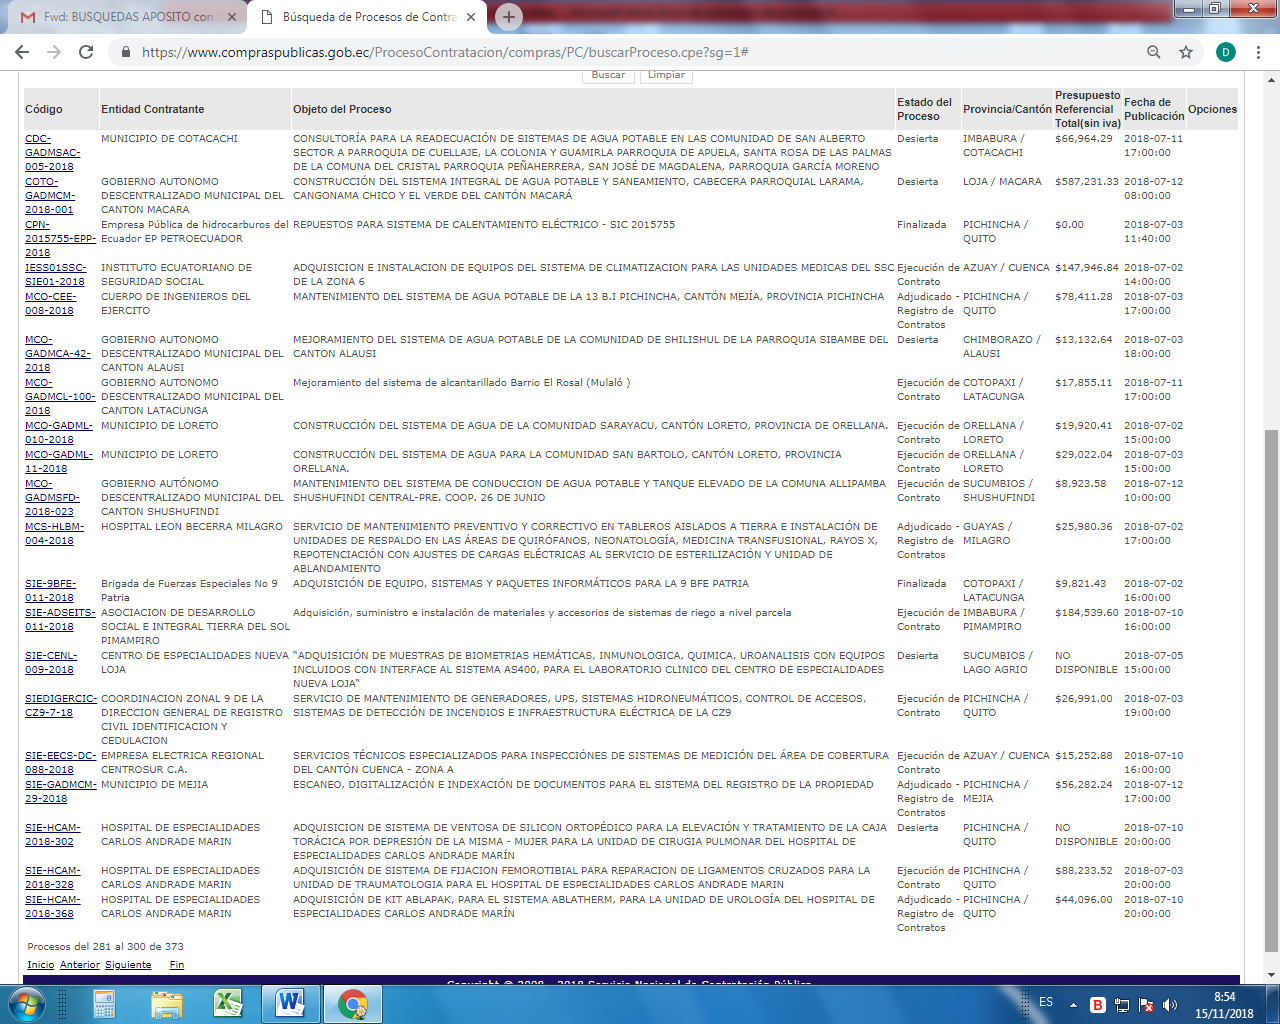 Fwd: BUSQUEDAS APOSITO con
Búsqueda de Procesos de Contra
https://www.compraspublicas.gob.ec/ProcesoContratacion/compras/PC/buscarProceso.cpe?sg=1#
D
Buscar Limpiar
Código Entidad Contratante Objeto del Proceso Estado del Proceso Provincia/Cantón Presupuesto Referencial Total(sin iva) Fecha de Publicación Opciones
CDC-GADMSAC-005-2018 MUNICIPIO DE COTACACHI CONSULTORÍA PARA LA READECUACIÓN DE SISTEMAS DE AGUA POTABLE EN LAS COMUNIDAD DE SAN ALBERTO SECTOR A PARROQUIA DE CUELLAJE, LA COLONIA Y GUAMIRLA PARROQUIA DE APUELA, SANTA ROSA DE LAS PALMAS DE LA COMUNA DEL CRISTAL PARROQUIA PEÑAHERRERA, SAN JOSÉ DE MAGDALENA, PARROQUIA GARCÍA MORENO Desierta IMBABURA / COTACACHI $66,964.29 2018-07-11 17:00:00
COTO-GADMCM-2018-001 GOBIERNO AUTONOMO DESCENTRALIZADO MUNICIPAL DEL CANTON MACARA CONSTRUCCIÓN DEL SISTEMA INTEGRAL DE AGUA POTABLE Y SANEAMIENTO, CABECERA PARROQUIAL LARAMA, CANGONAMA CHICO Y EL VERDE DEL CANTÓN MACARÁ Desierta LOJA / MACARA $587,231.33 2018-07-12 08:00:00
CPN-2015755-EPP-2018 Empresa Pública de hidrocarburos del Ecuador EP PETROECUADOR REPUESTOS PARA SISTEMA DE CALENTAMIENTO ELÉCTRICO - SIC 2015755 Finalizada PICHINCHA / QUITO $0.00 2018-07-03 11:40:00
IESS01SSC-SIE01-2018 INSTITUTO ECUATORIANO DE SEGURIDAD SOCIAL ADQUISICION E INSTALACION DE EQUIPOS DEL SISTEMA DE CLIMATIZACION PARA LAS UNIDADES MEDICAS DEL SSC DE LA ZONA 6 Ejecución de Contrato AZUAY / CUENCA $147,946.84 2018-07-02 14:00:00
MCO-CEE-008-2018 CUERPO DE INGENIEROS DEL EJERCITO MANTENIMIENTO DEL SISTEMA DE AGUA POTABLE DE LA 13 B.I PICHINCHA, CANTÓN MEJÍA, PROVINCIA PICHINCHA Adjudicado - Registro de Contratos PICHINCHA / QUITO $78,411.28 2018-07-03 17:00:00
MCO-GADMCA-42-2018 GOBIERNO AUTONOMO DESCENTRALIZADO MUNICIPAL DEL CANTON ALAUSI MEJORAMIENTO DEL SISTEMA DE AGUA POTABLE DE LA COMUNIDAD DE SHILISHUL DE LA PARROQUIA SIBAMBE DEL CANTON ALAUSI Desierta CHIMBORAZO / ALAUSI $13,132.64 2018-07-03 18:00:00
MCO-GADMCL-100-2018 GOBIERNO AUTONOMO DESCENTRALIZADO MUNICIPAL DEL CANTON LATACUNGA Mejoramiento del sistema de alcantarillado Barrio El Rosal (Mulaló ) Ejecución de Contrato COTOPAXI / LATACUNGA $17,855.11 2018-07-11 17:00:00
MCO-GADML-010-2018 MUNICIPIO DE LORETO CONSTRUCCIÓN DEL SISTEMA DE AGUA DE LA COMUNIDAD SARAYACU, CANTÓN LORETO, PROVINCIA DE ORELLANA. Ejecución de Contrato ORELLANA / LORETO $19,920.41 2018-07-02 15:00:00
MCO-GADML-11-2018 MUNICIPIO DE LORETO CONSTRUCCIÓN DEL SISTEMA DE AGUA PARA LA COMUNIDAD SAN BARTOLO, CANTÓN LORETO, PROVINCIA ORELLANA. Ejecución de Contrato ORELLANA / LORETO $29,022.04 2018-07-03 15:00:00
MCO-GADMSFD-2018-023 GOBIERNO AUTÓNOMO DESCENTRALIZADO MUNICIPAL DEL CANTON SHUSHUFINDI MANTENIMIENTO DEL SISTEMA DE CONDUCCION DE AGUA POTABLE Y TANQUE ELEVADO DE LA COMUNA ALLIPAMBA SHUSHUFINDI CENTRAL-PRE. COOP. 26 DE JUNIO Ejecución de Contrato SUCUMBIOS / SHUSHUFINDI $8,923.58 2018-07-12 10:00:00
MCS-HLBM-004-2018 HOSPITAL LEON BECERRA MILAGRO SERVICIO DE MANTENIMIENTO PREVENTIVO Y CORRECTIVO EN TABLEROS AISLADOS A TIERRA E INSTALACIÓN DE UNIDADES DE RESPALDO EN LAS ÁREAS DE QUIRÓFANOS, NEONATOLOGÍA, MEDICINA TRANSFUSIONAL, RAYOS X, REPOTENCIACIÓN CON AJUSTES DE CARGAS ELÉCTRICAS AL SERVICIO DE ESTERILIZACIÓN Y UNIDAD DE ABLANDAMIENTO Adjudicado - Registro de Contratos GUAYAS / MILAGRO $25,980.36 2018-07-02 17:00:00
SIE-9BFE-011-2018 Brigada de Fuerzas Especiales No 9 Patria ADQUISICIÓN DE EQUIPO, SISTEMAS Y PAQUETES INFORMÁTICOS PARA LA 9 BFE PATRIA Finalizada COTOPAXI / LATACUNGA $9,821.43 2018-07-02 16:00:00
SIE-ADSEITS-011-2018 ASOCIACION DE DESARROLLO SOCIAL E INTEGRAL TIERRA DEL SOL PIMAMPIRO Adquisición, suministro e instalación de materiales y accesorios de sistemas de riego a nivel parcela Ejecución de Contrato IMBABURA / PIMAMPIRO $184,539.60 2018-07-10 16:00:00
SIE-CENL-009-2018 CENTRO DE ESPECIALIDADES NUEVA LOJA "ADQUISICIÓN DE MUESTRAS DE BIOMETRIAS HEMÁTICAS, INMUNOLOGICA, QUIMICA, UROANALISIS CON EQUIPOS INCLUIDOS CON INTERFACE AL SISTEMA AS400, PARA EL LABORATORIO CLINICO DEL CENTRO DE ESPECIALIDADES NUEVA LOJA" Desierta SUCUMBIOS / LAGO AGRIO NO DISPONIBLE 2018-07-05 15:00:00
SIEDIGERCIC-CZ9-7-18 COORDINACION ZONAL 9 DE LA DIRECCION GENERAL DE REGISTRO CIVIL IDENTIFICACION Y CEDULACION SERVICIO DE MANTENIMIENTO DE GENERADORES, UPS, SISTEMAS HIDRONEUMÁTICOS, CONTROL DE ACCESOS, SISTEMAS DE DETECCIÓN DE INCENDIOS E INFRAESTRUCTURA ELÉCTRICA DE LA CZ9 Ejecución de Contrato PICHINCHA / QUITO $26,991.00 2018-07-03 19:00:00
SIE-EECS-DC-088-2018 EMPRESA ELECTRICA REGIONAL CENTROSUR C.A. SERVICIOS TÉCNICOS ESPECIALIZADOS PARA INSPECCIÓNES DE SISTEMAS DE MEDICIÓN DEL ÁREA DE COBERTURA DEL CANTÓN CUENCA - ZONA A Ejecución de Contrato AZUAY / CUENCA $15,252.88 2018-07-10 16:00:00
SIE-GADMCM-29-2018 MUNICIPIO DE MEJIA ESCANEO, DIGITALIZACIÓN E INDEXACIÓN DE DOCUMENTOS PARA EL SISTEMA DEL REGISTRO DE LA PROPIEDAD Adjudicado - Registro de Contratos PICHINCHA / MEJIA $56,282.24 2018-07-12 17:00:00
SIE-HCAM-2018-302 HOSPITAL DE ESPECIALIDADES CARLOS ANDRADE MARIN ADQUISICION DE SISTEMA DE VENTOSA DE SILICON ORTOPÉDICO PARA LA ELEVACIÓN Y TRATAMIENTO DE LA CAJA TORÁCICA POR DEPRESIÓN DE LA MISMA - MUJER PARA LA UNIDAD DE CIRUGIA PULMONAR DEL HOSPITAL DE ESPECIALIDADES CARLOS ANDRADE MARÍN Desierta PICHINCHA / QUITO NO DISPONIBLE 2018-07-10 20:00:00
SIE-HCAM-2018-328 HOSPITAL DE ESPECIALIDADES CARLOS ANDRADE MARIN ADQUISICIÓN DE SISTEMA DE FIJACION FEMOROTIBIAL PARA REPARACION DE LIGAMENTOS CRUZADOS PARA LA UNIDAD DE TRAUMATOLOGIA PARA EL HOSPITAL DE ESPECIALIDADES CARLOS ANDRADE MARIN Ejecución de Contrato PICHINCHA / QUITO $88,233.52 2018-07-03 20:00:00
SIE-HCAM-2018-368 HOSPITAL DE ESPECIALIDADES CARLOS ANDRADE MARIN ADQUISICIÓN DE KIT ABLAPAK, PARA EL SISTEMA ABLATHERM, PARA LA UNIDAD DE UROLOGÍA DEL HOSPITAL DE ESPECIALIDADES CARLOS ANDRADE MARÍN Adjudicado - Registro de Contratos PICHINCHA / QUITO $44,096.00 2018-07-10 20:00:00
Procesos del 281 al 300 de 373
Inicio Anterior Siguiente Fin
Copyright © 2008 - 2018 Servicio Nacional de Contratación Pública
ES
8:54
15/11/2018